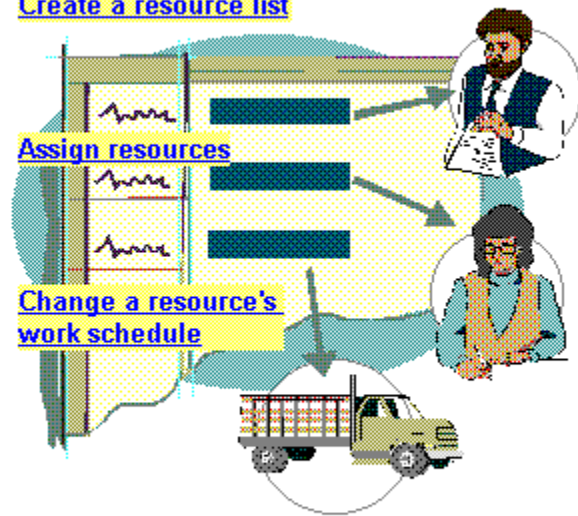 Create a resource list
Assign resources
Change a resource's
work schedule